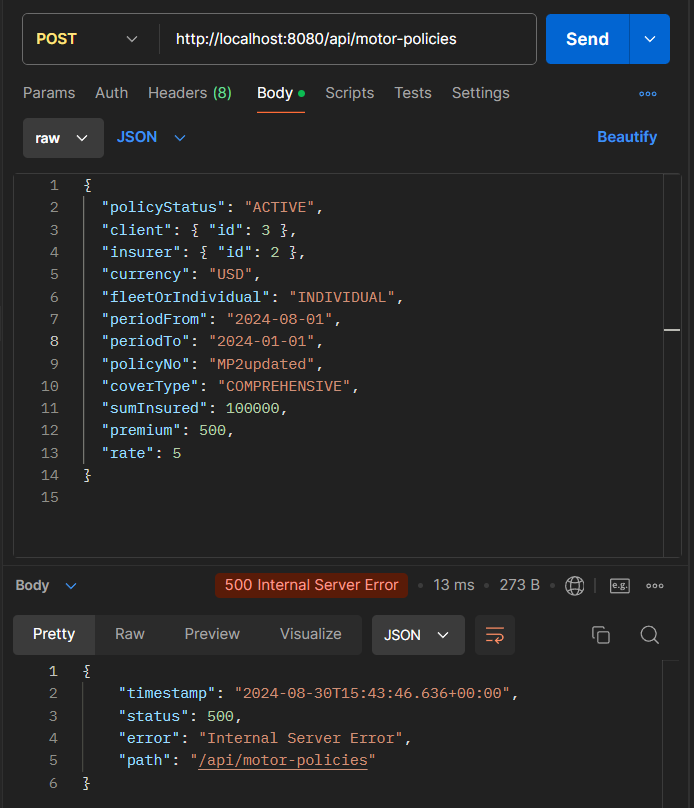 POST http://localhost:8080/api/motor-policies Send
Params Auth Headers (8) Body Scripts Tests Settings
raw JSON Beautify
1 {
2 "policyStatus": "ACTIVE",
3 "client": { "id": 3 },
4 "insurer": { "id": 2 },
5 "currency": "USD",
6 "fleetOrIndividual": "INDIVIDUAL",
7 "periodFrom": "2024-08-01",
8 "periodTo": "2024-01-01",
9 "policyNo": "MP2updated",
10 "coverType": "COMPREHENSIVE",
11 "sumInsured": 100000,
12 "premium": 500,
13 "rate": 5
14 }
15
Body 500 Internal Server Error 13 ms 273 B e.g.
Pretty Raw Preview Visualize JSON
1 {
2 "timestamp": "2024-08-30T15:43:46.636+00:00",
3 "status": 500,
4 "error": "Internal Server Error",
5 "path": "/api/motor-policies"
6 }